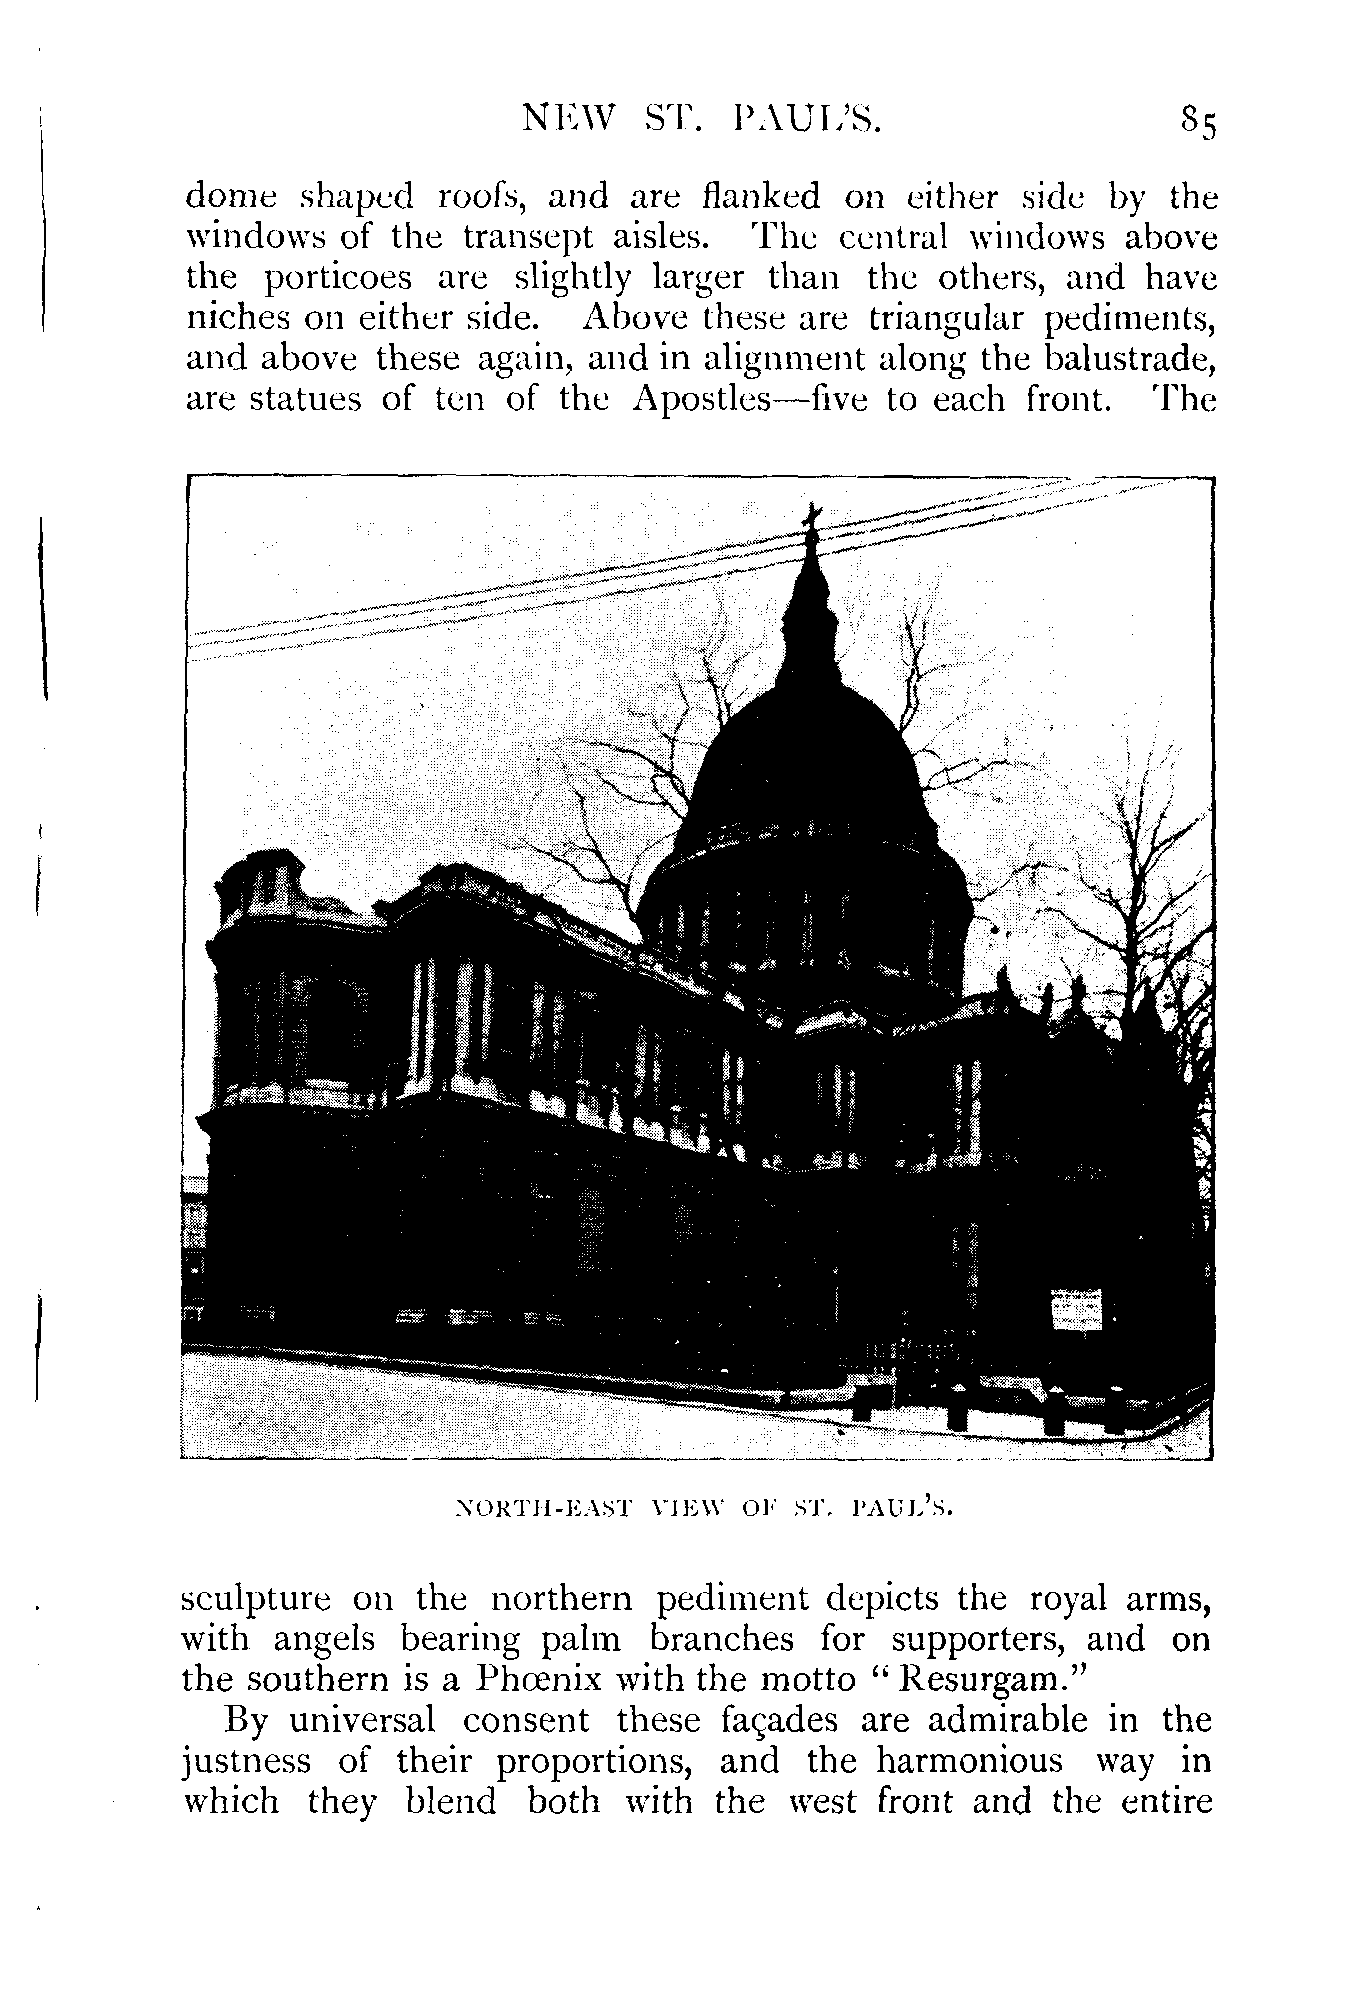 NEW ST. PAUL'S. 85
dome shaped roofs, and are flanked on either side by the
windows of the transept aisles. The central windows above
the porticoes are slightly larger than the others, and have
niches on either side. Above these are triangular pediments,
and above these again, and in alignment along the balustrade,
are statues of ten of the Apostles—five to each front. The
NORTH-EAST VIEW OF ST. PAUL'S.
sculpture on the northern pediment depicts the royal arms,
with angels bearing palm branches for supporters, and on
the southern is a Phœnix with the motto “Resurgam.”
By universal consent these façades are admirable in the
justness of their proportions, and the harmonious way in
which they blend both with the west front and the entire